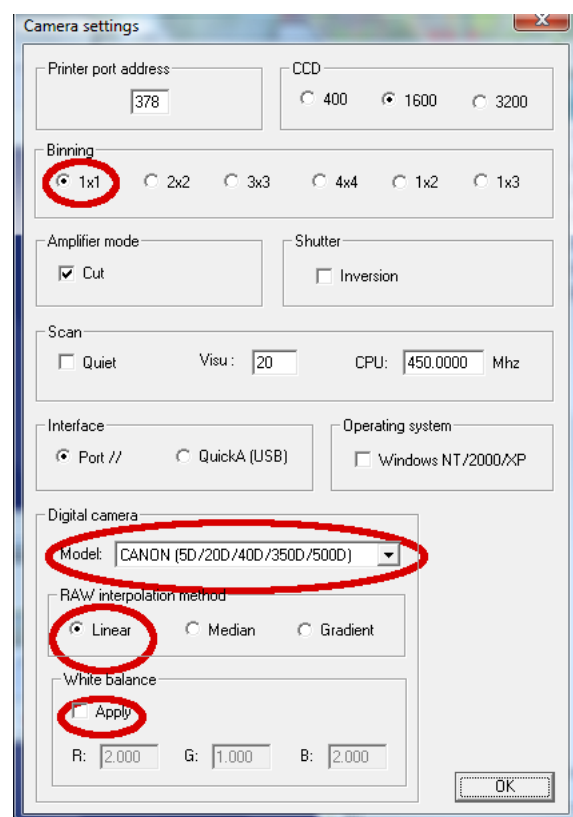 Camera settings
Printer port address
378
CCD
400 1600 3200
Binning
1x1 2x2 3x3 4x4 1x2 1x3
Amplifier mode
Cut
Shutter
Inversion
Scan
Quiet Visu : 20 CPU: 450.0000 Mhz
Interface
Port // QuickA (USB)
Operating system
Windows NT/2000/XP
Digital camera
Model: CANON (5D/20D/40D/350D/500D)
RAW interpolation method
Linear Median Gradient
White balance
Apply
R: 2.000 G: 1.000 B: 2.000
OK